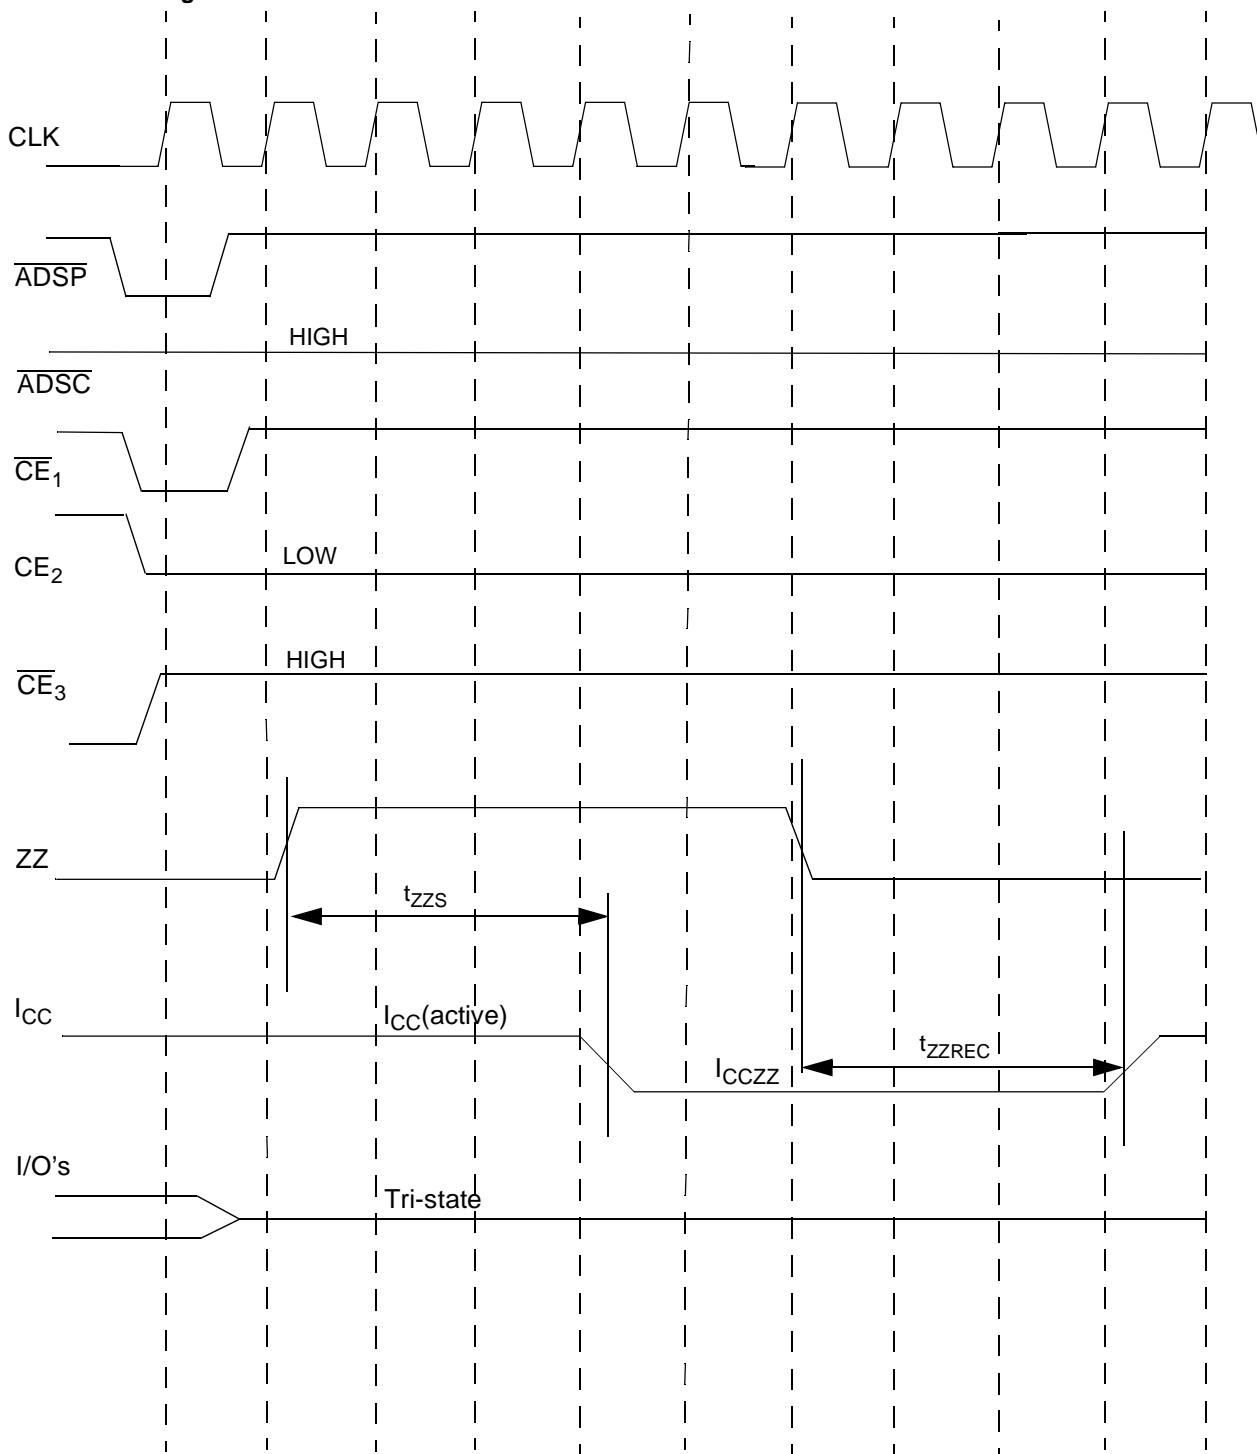 CLK
ADSP
HIGH
ADSC
CE1
LOW
CE2
HIGH
CE3
ZZ
tZZS
ICC
ICC(active)
tZZREC
ICCZZ
I/O's
Tri-state